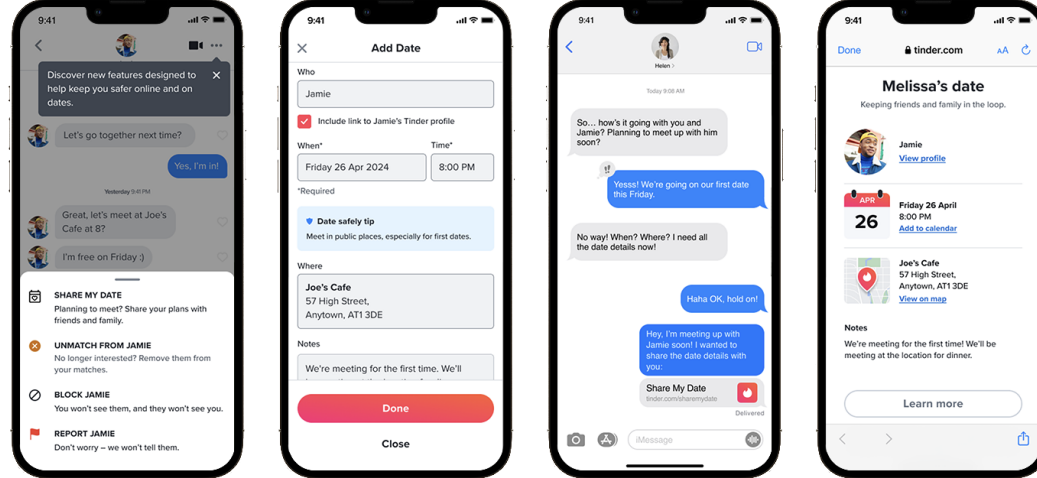 9:41
Discover new features designed to
help keep you safer online and on
dates.
Let's go together next time?
Yes, I'm in!
Yesterday 9:41 PM
Great, let's meet at Joe's
Cafe at 8?
I'm free on Friday :)
SHARE MY DATE
Planning to meet? Share your plans with
friends and family.
UNMATCH FROM JAMIE
No longer interested? Remove them from
your matches.
BLOCK JAMIE
You won't see them, and they won't see you.
REPORT JAMIE
Don't worry – we won't tell them.
9:41
Add Date
Who
Jamie
Include link to Jamie's Tinder profile
When* Time*
Friday 26 Apr 2024 8:00 PM
*Required
Date safely tip
Meet in public places, especially for first dates.
Where
Joe's Cafe
57 High Street,
Anytown, AT1 3DE
Notes
We're meeting for the first time. We'll
Done
Close
9:41
Helen >
Today 9:08 AM
So... how's it going with you and
Jamie? Planning to meet up with him
soon?
Yesss! We're going on our first date
this Friday.
No way! When? Where? I need all
the date details now!
Haha OK, hold on!
Hey, I'm meeting up with
Jamie soon! I wanted to
share the date details with
you:
Share My Date
tinder.com/sharemydate
Delivered
iMessage
9:41
Done tinder.com AA
Melissa's date
Keeping friends and family in the loop.
Jamie
View profile
APR
26
Friday 26 April
8:00 PM
Add to calendar
Joe's Cafe
57 High Street,
Anytown, AT1 3DE
View on map
Notes
We're meeting for the first time! We'll be
meeting at the location for dinner.
Learn more